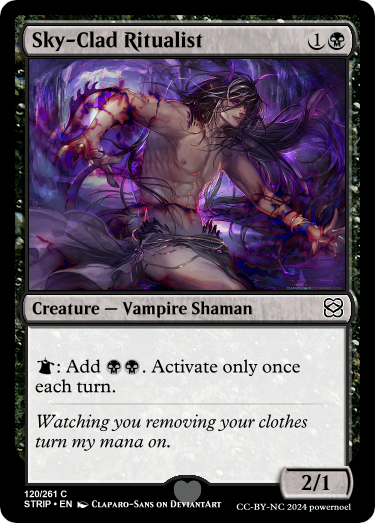 Sky-Clad Ritualist 1
Creature — Vampire Shaman
: Add . Activate only once
each turn.
Watching you removing your clothes
turn my mana on.
2/1
120/261 C
STRIP • EN Claparo-Sans on DeviantArt
CC-BY-NC 2024 powernoel